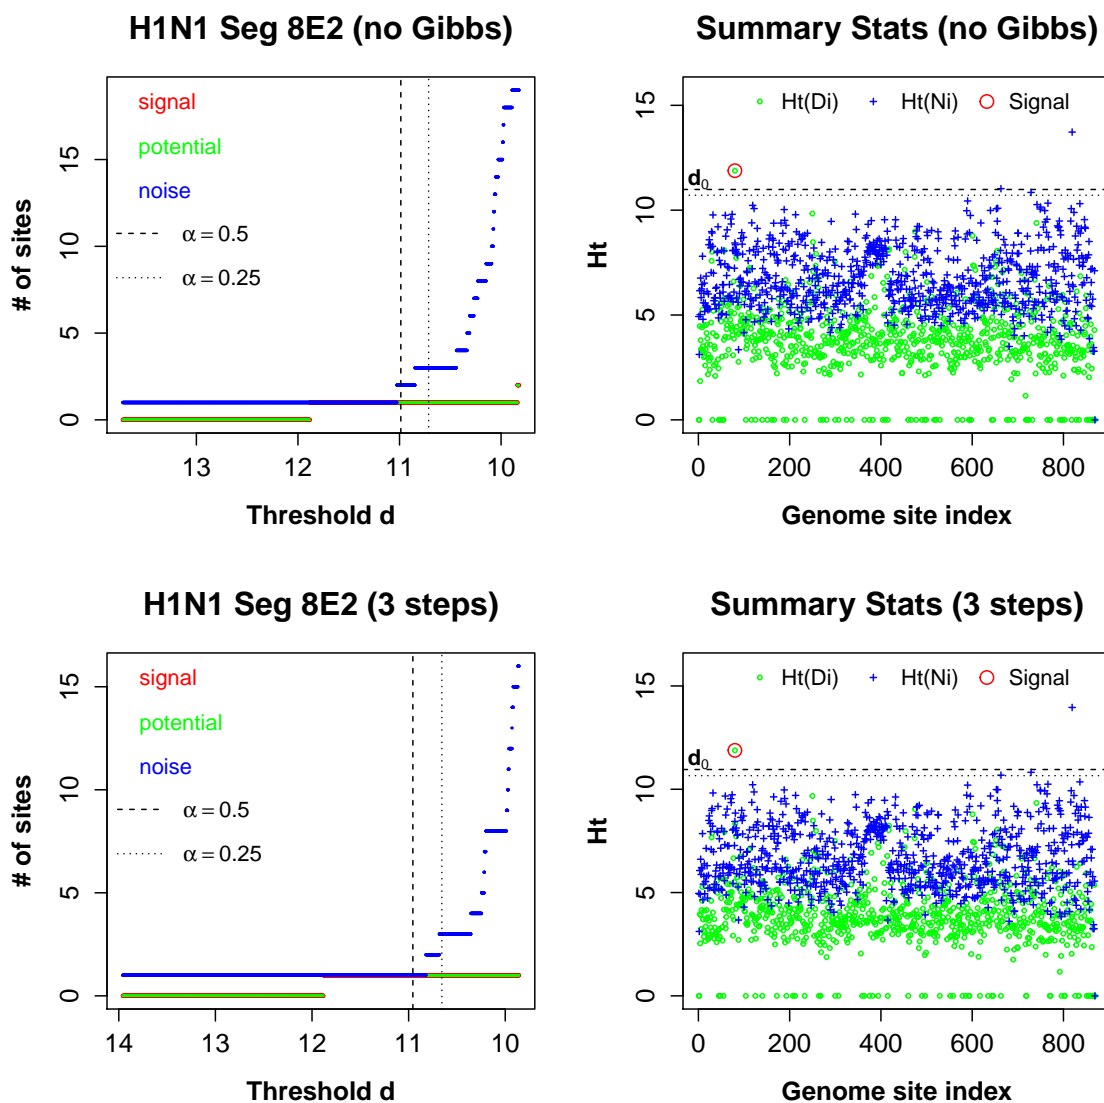 H1N1 Seg 8E2 (no Gibbs)
signal
potential
noise
α = 0.5
α = 0.25
# of sites
0
5
10
15
13
12
11
10
Threshold d
Summary Stats (no Gibbs)
Ht(Di)
Ht(Ni)
Signal
d0
Ht
0
5
10
15
0
200
400
600
800
Genome site index
H1N1 Seg 8E2 (3 steps)
signal
potential
noise
α = 0.5
α = 0.25
# of sites
0
5
10
15
14
13
12
11
10
Threshold d
Summary Stats (3 steps)
Ht(Di)
Ht(Ni)
Signal
d0
Ht
0
5
10
15
0
200
400
600
800
Genome site index